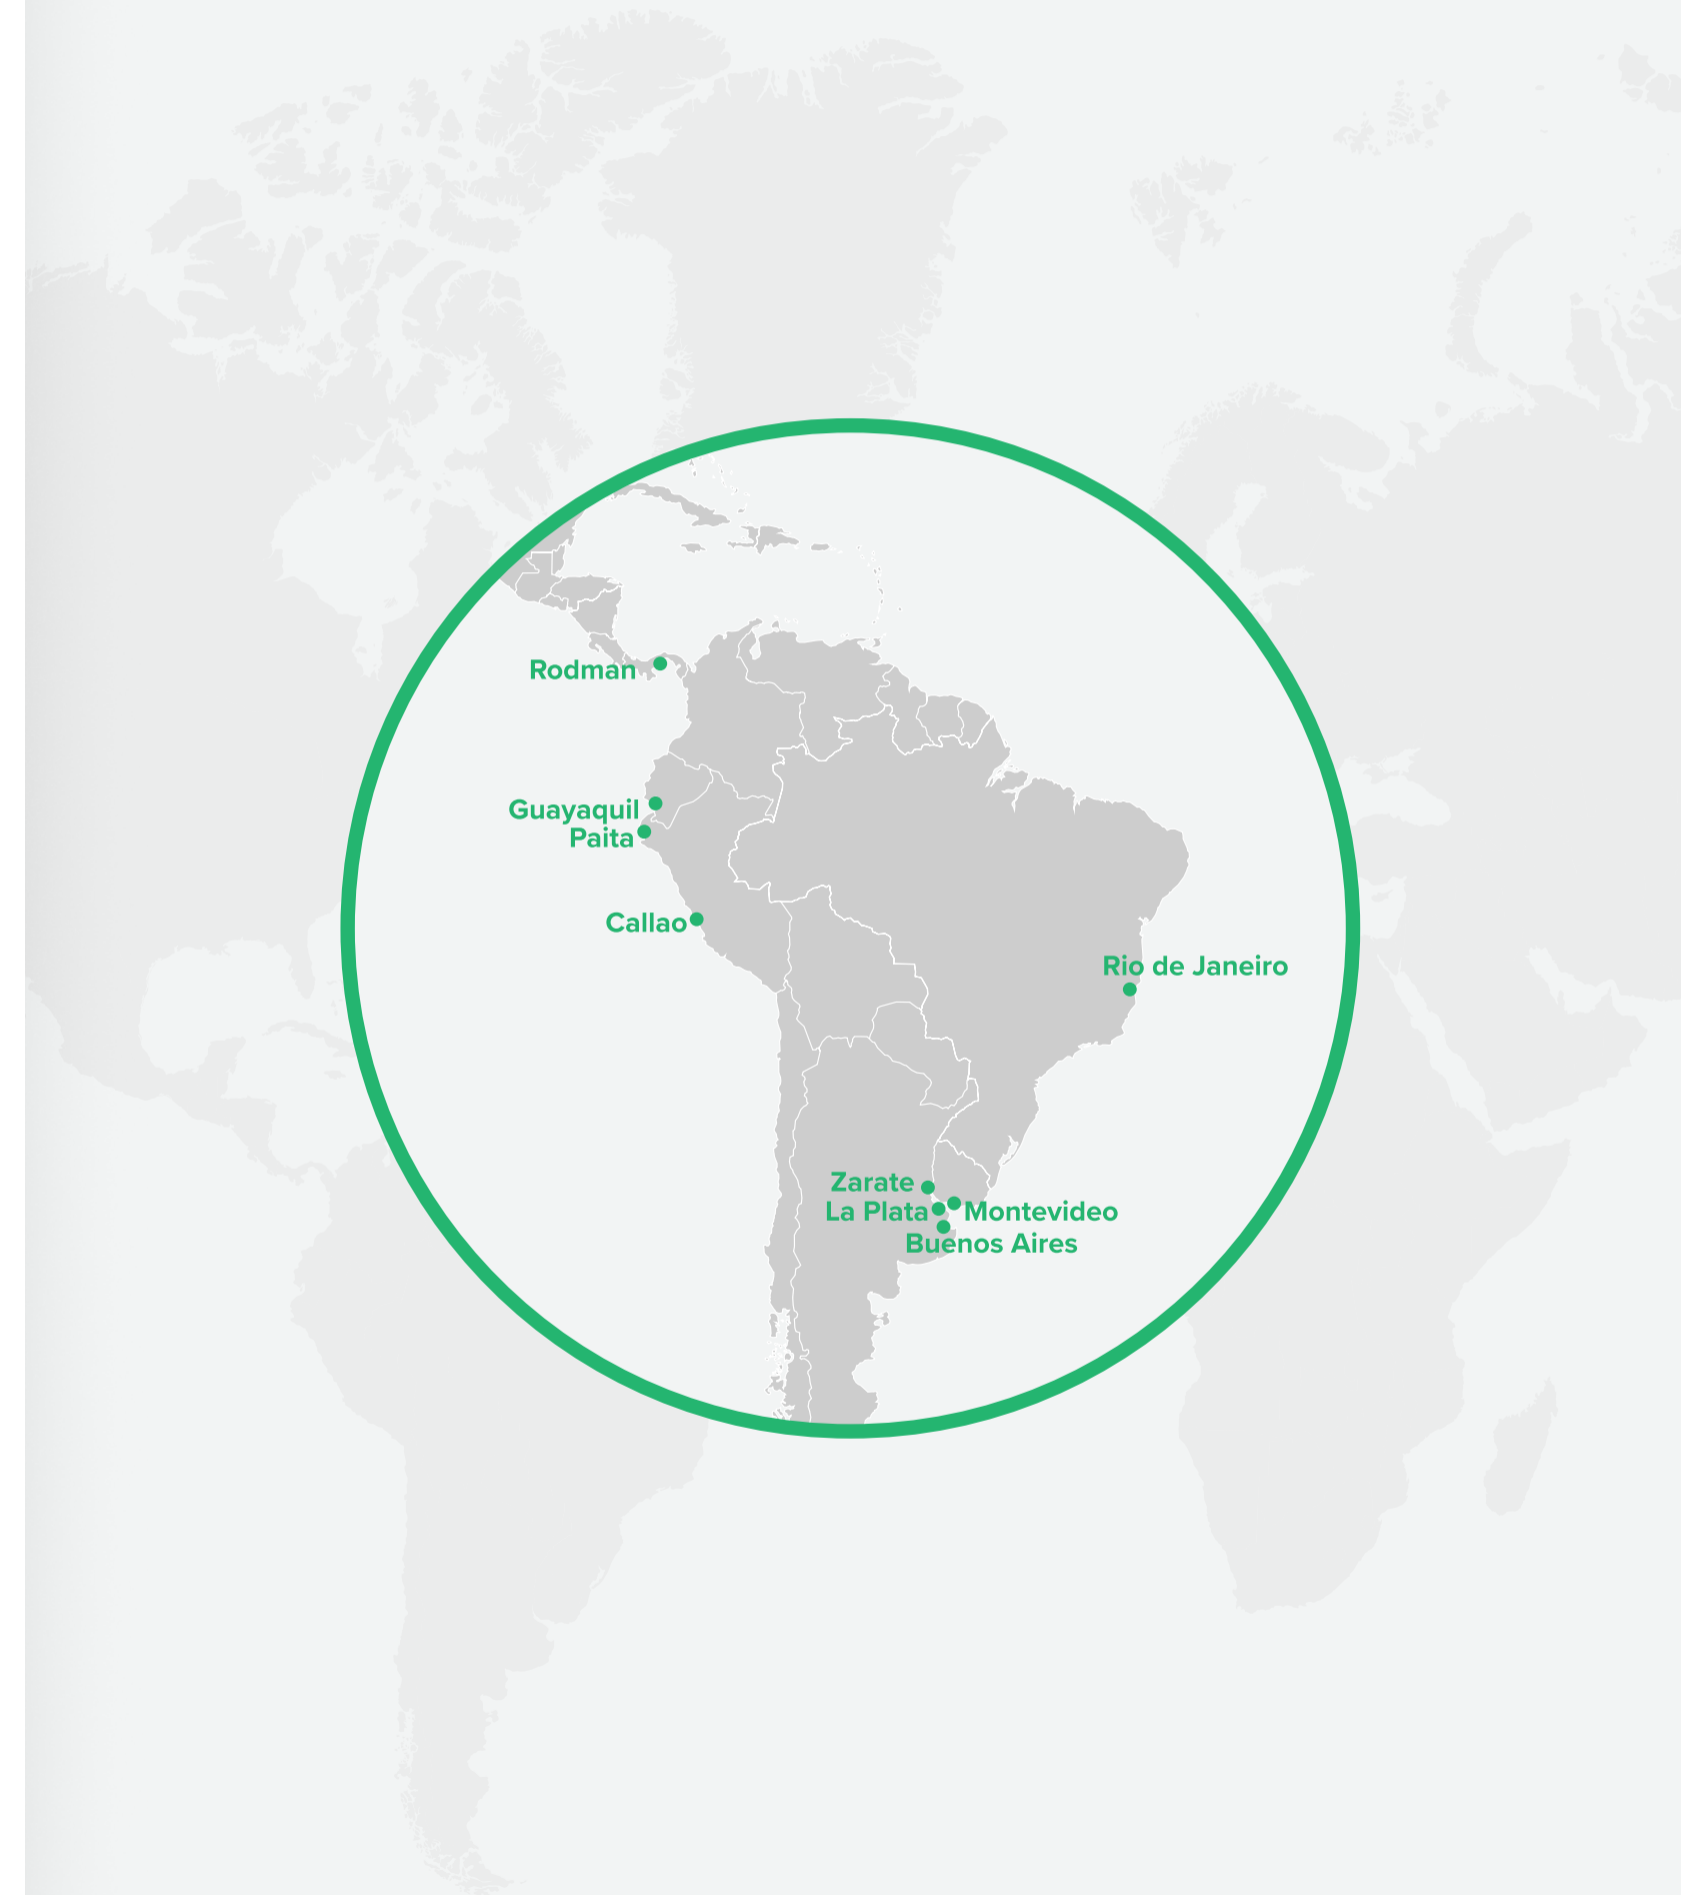 Rodman
Guayaquil
Paita
Callao
Rio de Janeiro
Zarate
La Plata
Montevideo
Buenos Aires